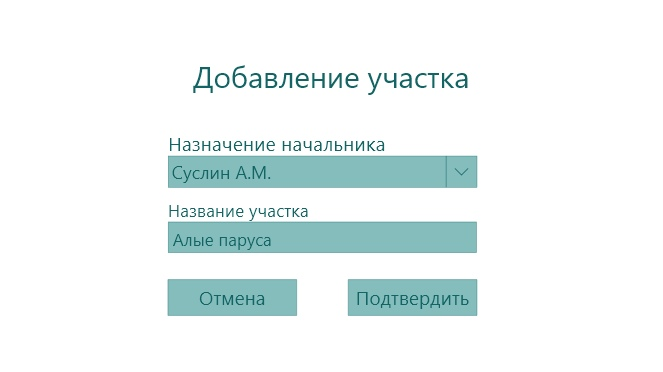 Добавление участка
Назначение начальника
Суслин А.М.
Название участка
Алые паруса
Отмена
Подтвердить